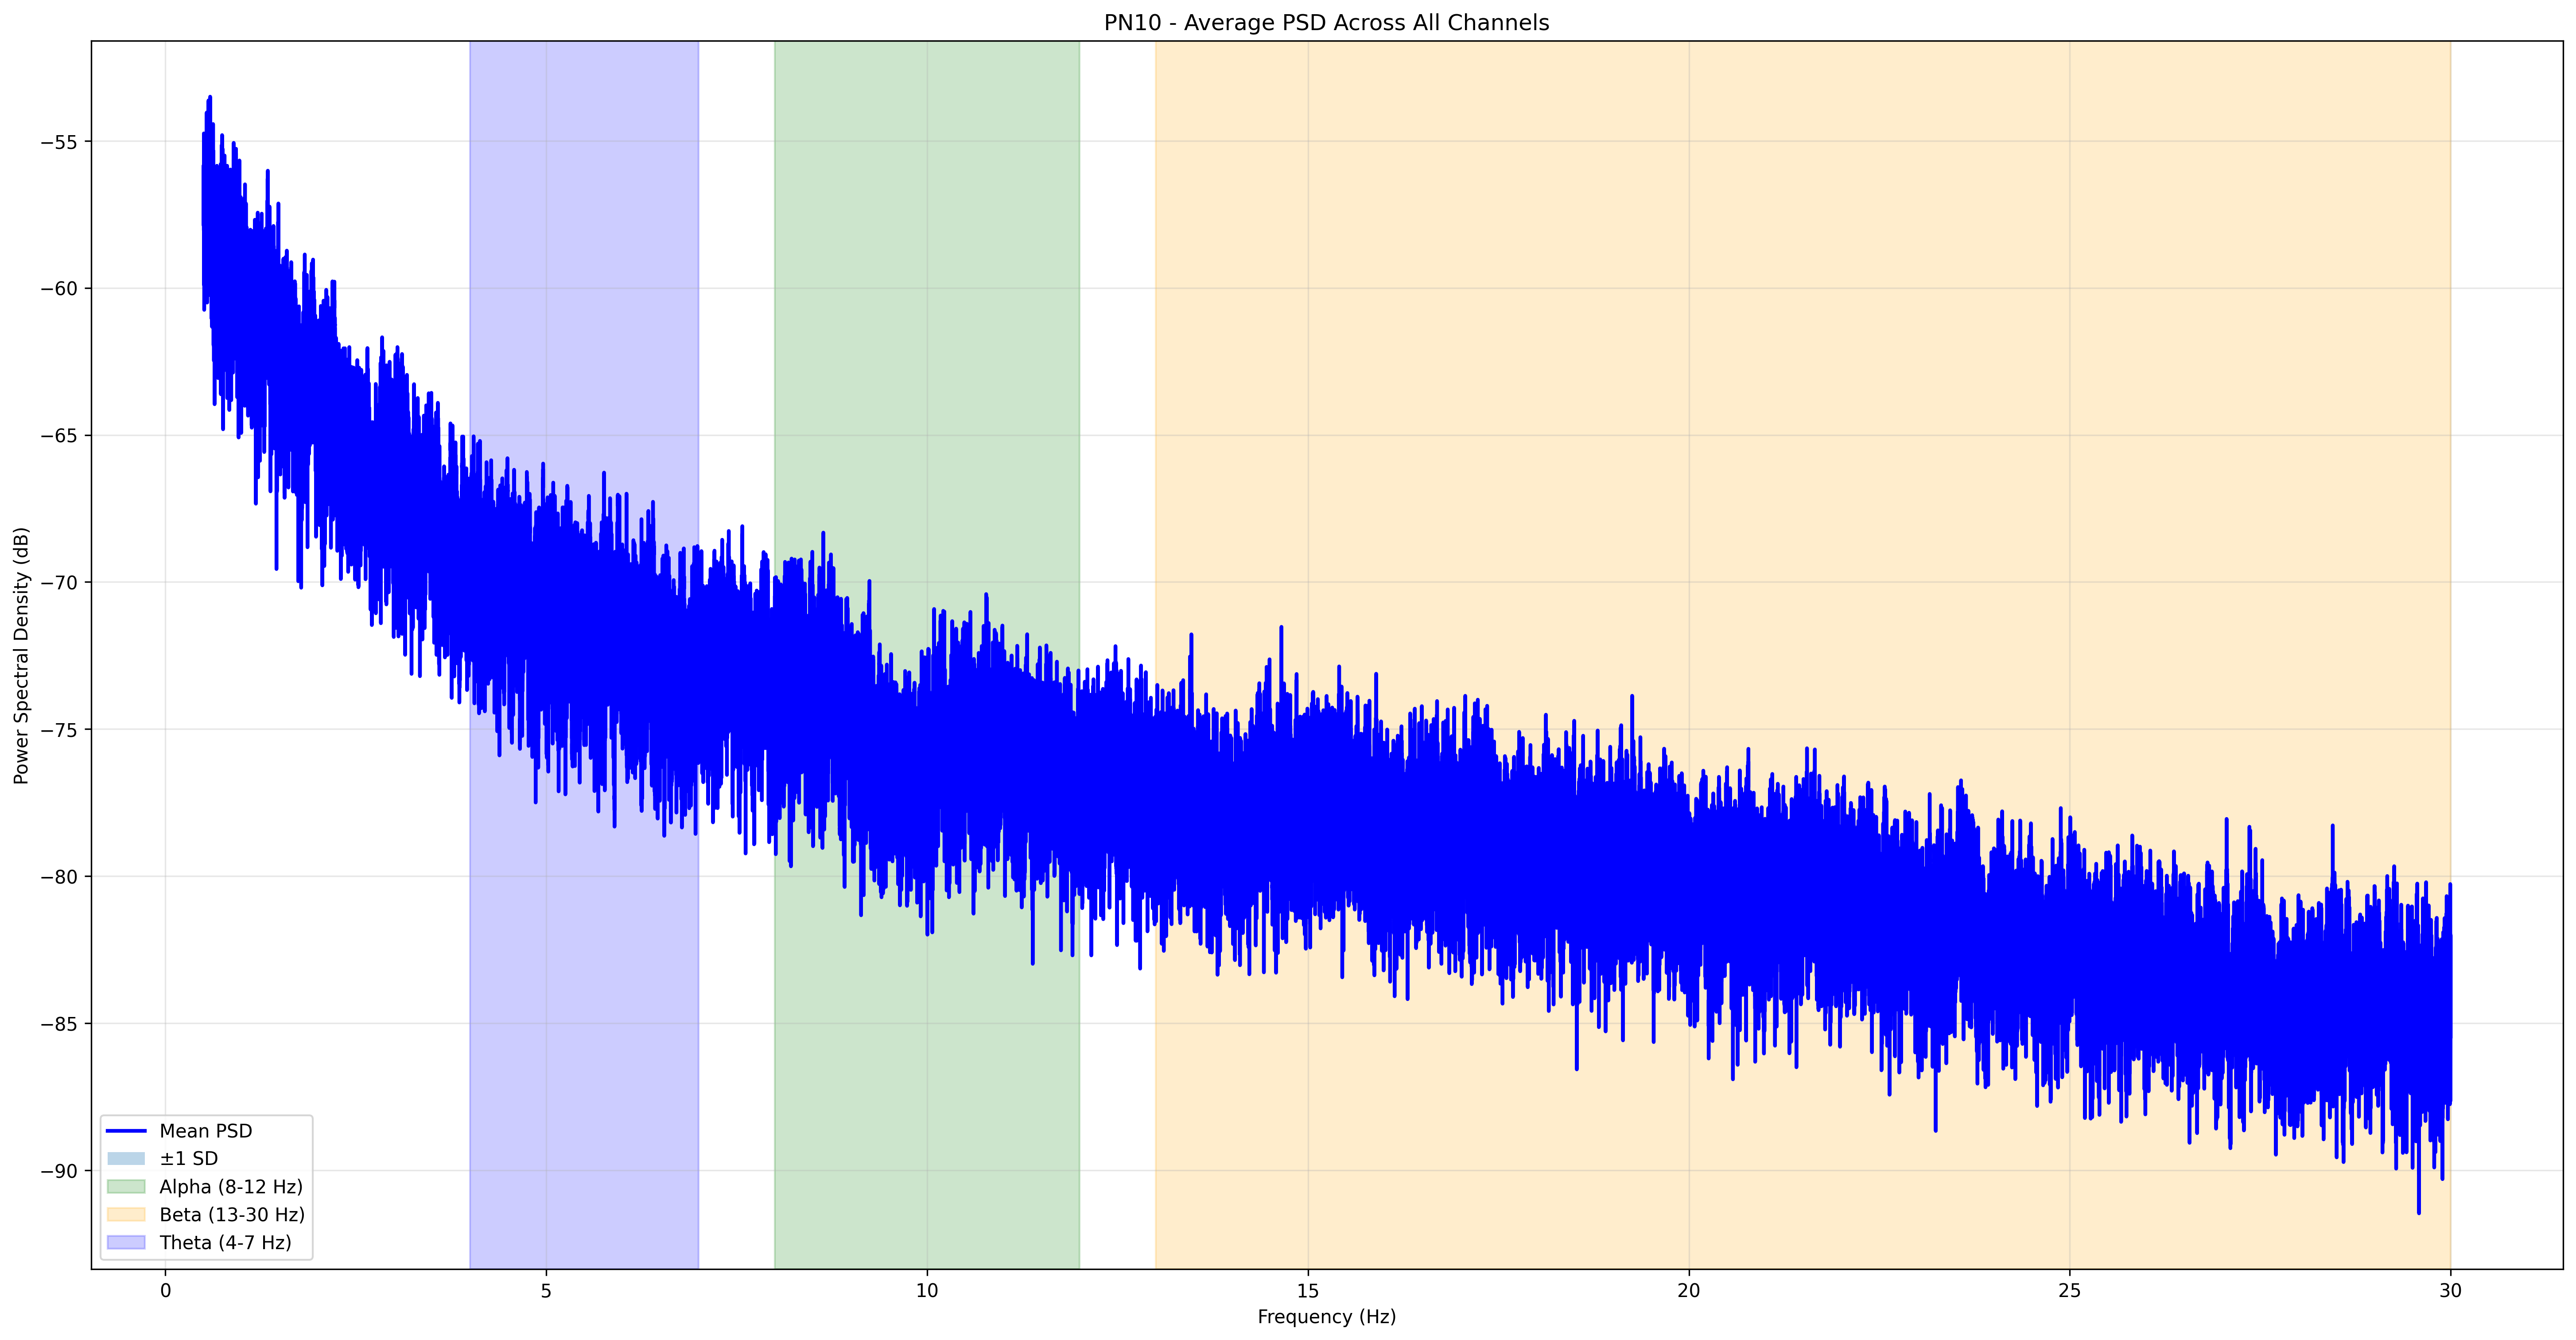 PN10 - Average PSD Across All Channels
Power Spectral Density (dB)
−55
−60
−65
−70
−75
−80
−85
−90
Mean PSD
±1 SD
Alpha (8-12 Hz)
Beta (13-30 Hz)
Theta (4-7 Hz)
0 5 10 15 20 25 30
Frequency (Hz)